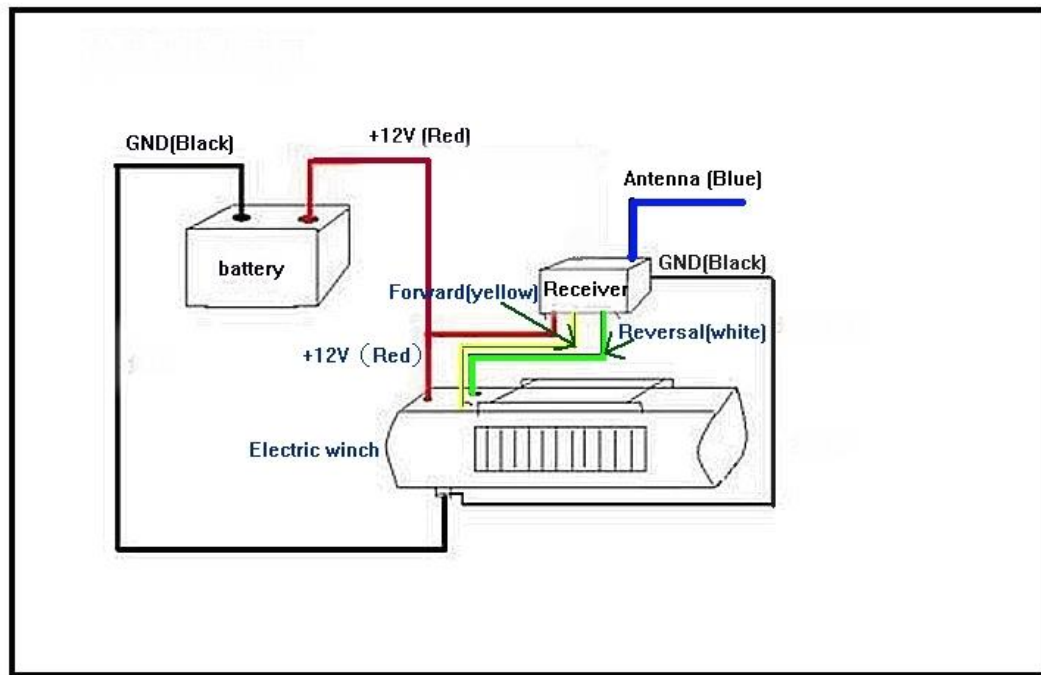 GND(Black)
+12V (Red)
Antenna (Blue)
battery
GND(Black)
Forward(yellow)
Receiver
Reversal(white)
+12V（Red）
Electric winch